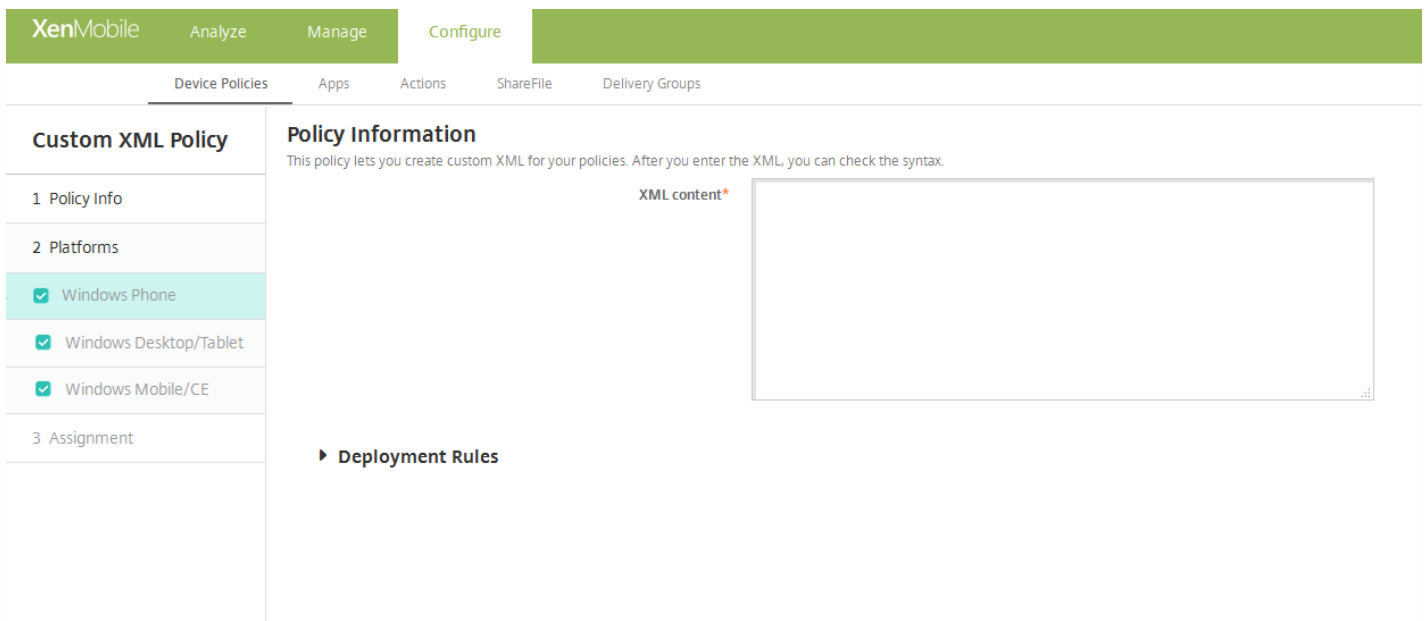 XenMobile Analyze Manage Configure
Device Policies Apps Actions ShareFile Delivery Groups
Custom XML Policy
1 Policy Info
2 Platforms
Windows Phone
Windows Desktop/Tablet
Windows Mobile/CE
3 Assignment
Policy Information
This policy lets you create custom XML for your policies. After you enter the XML, you can check the syntax.
XML content*
Deployment Rules